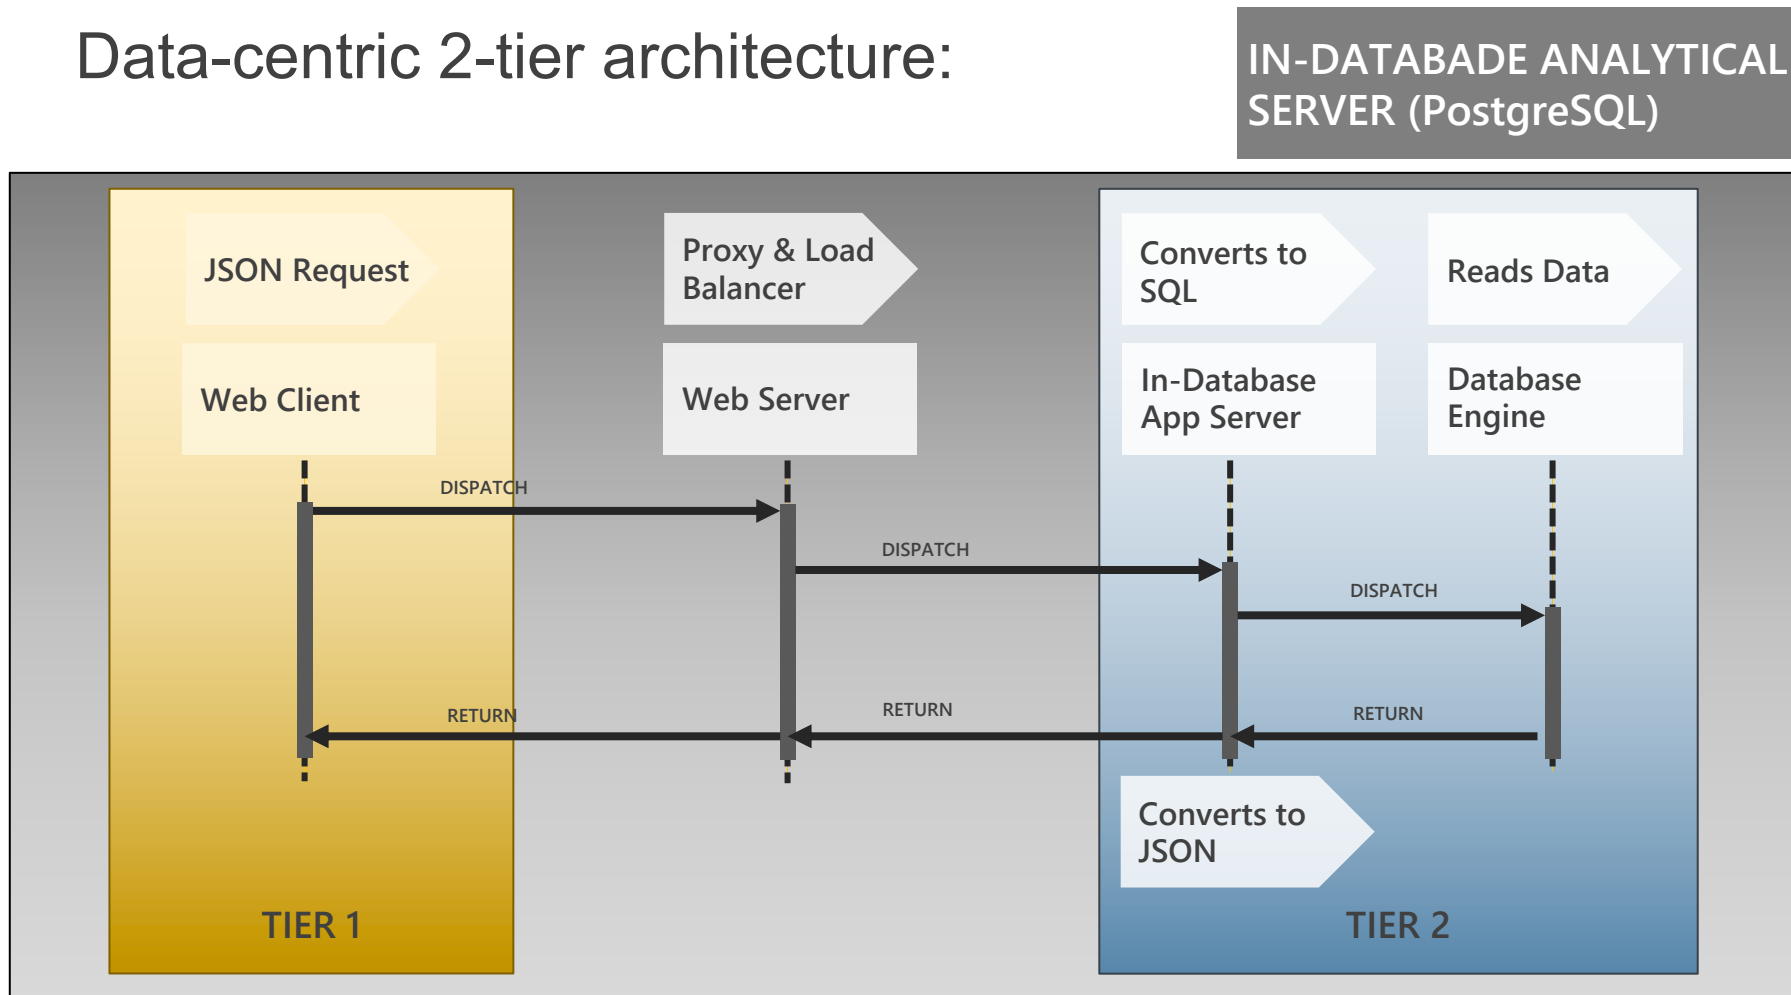 Data-centric 2-tier architecture:
IN-DATABADE ANALYTICAL
SERVER (PostgreSQL)
JSON Request
Proxy & Load
Balancer
Converts to
SQL
Reads Data
Web Client
Web Server
In-Database
App Server
Database
Engine
DISPATCH
DISPATCH
DISPATCH
RETURN
RETURN
RETURN
Converts to
JSON
TIER 1
TIER 2